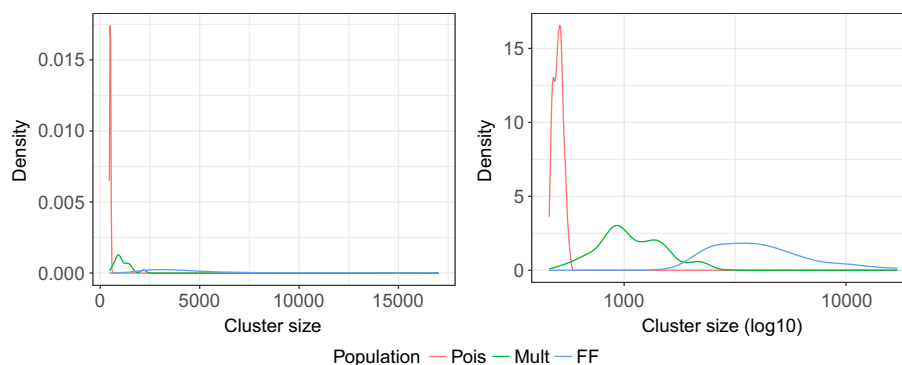 Density
0.015
0.010
0.005
0.000
0 5000 10000 15000
Cluster size
Density
15
10
5
0
1000 10000
Cluster size (log10)
Population Pois Mult FF